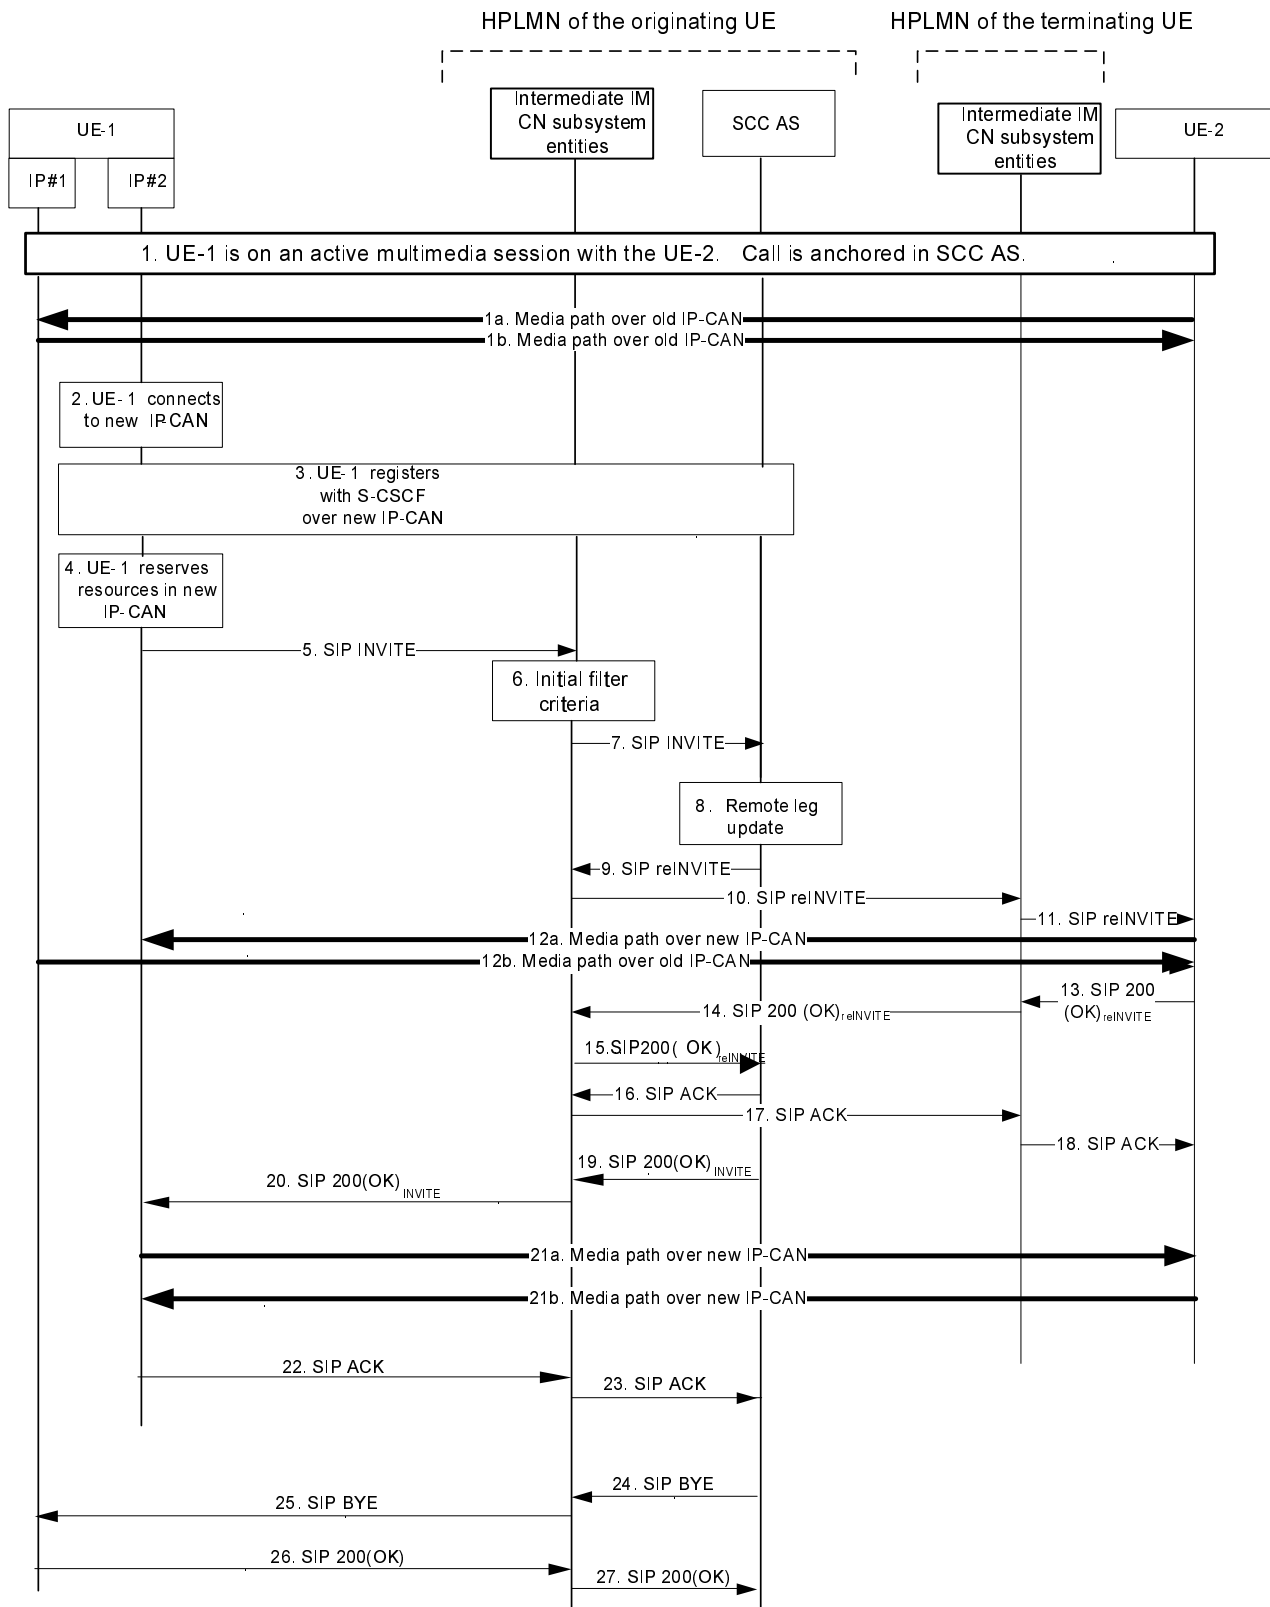 HPLMN of the originating UE
HPLMN of the terminating UE
UE-1
IP#1
IP#2
Intermediate IM
CN subsystem
entities
SCC AS
Intermediate IM
CN subsystem
entities
UE-2
1. UE-1 is on an active multimedia session with the UE-2. Call is anchored in SCC AS.
1a. Media path over old IP-CAN
1b. Media path over old IP-CAN
2. UE-1 connects
to new IP-CAN
3. UE-1 registers
with S-CSCF
over new IP-CAN
4. UE-1 reserves
resources in new
IP-CAN
5. SIP INVITE
6. Initial filter
criteria
7. SIP INVITE
8. Remote leg
update
9. SIP reINVITE
10. SIP reINVITE
11. SIP reINVITE
12a. Media path over new IP-CAN
12b. Media path over old IP-CAN
13. SIP 200
(OK)reINVITE
14. SIP 200 (OK)reINVITE
15.SIP200( OK)reINVITE
16. SIP ACK
17. SIP ACK
18. SIP ACK
19. SIP 200(OK)INVITE
20. SIP 200(OK)INVITE
21a. Media path over new IP-CAN
21b. Media path over new IP-CAN
22. SIP ACK
23. SIP ACK
24. SIP BYE
25. SIP BYE
26. SIP 200(OK)
27. SIP 200(OK)